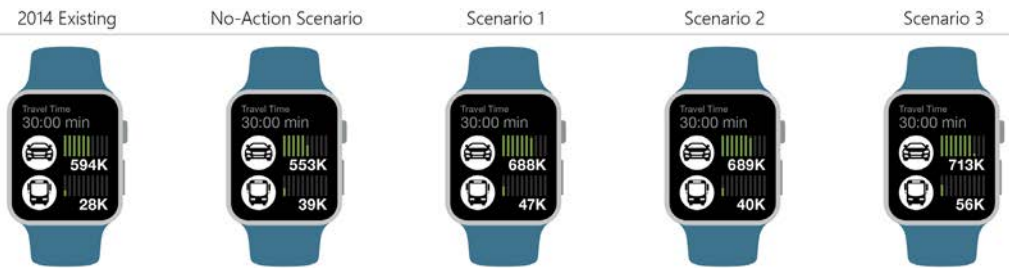 2014 Existing
No-Action Scenario
Scenario 1
Scenario 2
Scenario 3
Travel Time
30:00 min
594K
28K
Travel Time
30:00 min
553K
39K
Travel Time
30:00 min
688K
47K
Travel Time
30:00 min
689K
40K
Travel Time
30:00 min
713K
56K